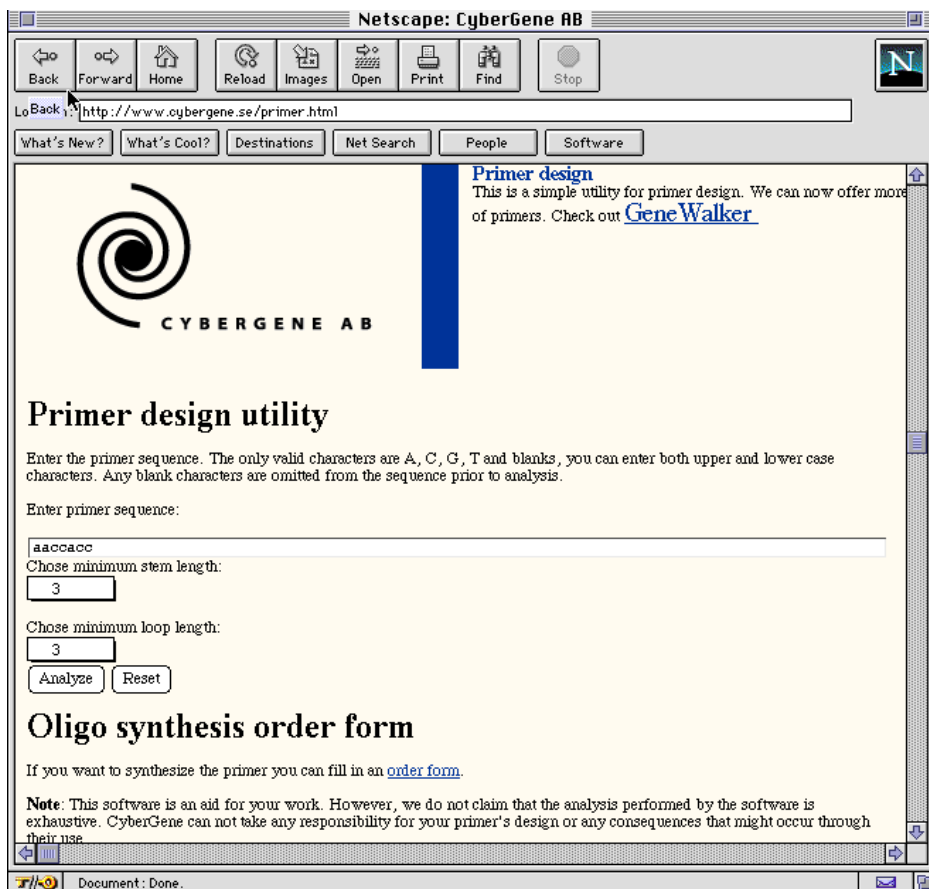 Netscape: CyberGene AB
Back Forward Home Reload Images Open Print Find Stop
N
Back http://www.cybergene.se/primer.html
What's New? What's Cool? Destinations Net Search People Software
Primer design
This is a simple utility for primer design. We can now offer more
of primers. Check out GeneWalker
CYBERGENE AB
Primer design utility
Enter the primer sequence. The only valid characters are A, C, G, T and blanks, you can enter both upper and lower case
characters. Any blank characters are omitted from the sequence prior to analysis.
Enter primer sequence:
aaccacc
Chose minimum stem length:
3
Chose minimum loop length:
3
Analyze Reset
Oligo synthesis order form
If you want to synthesize the primer you can fill in an order form.
Note: This software is an aid for your work. However, we do not claim that the analysis performed by the software is
exhaustive. CyberGene can not take any responsibility for your primer's design or any consequences that might occur through
their use
Document: Done.